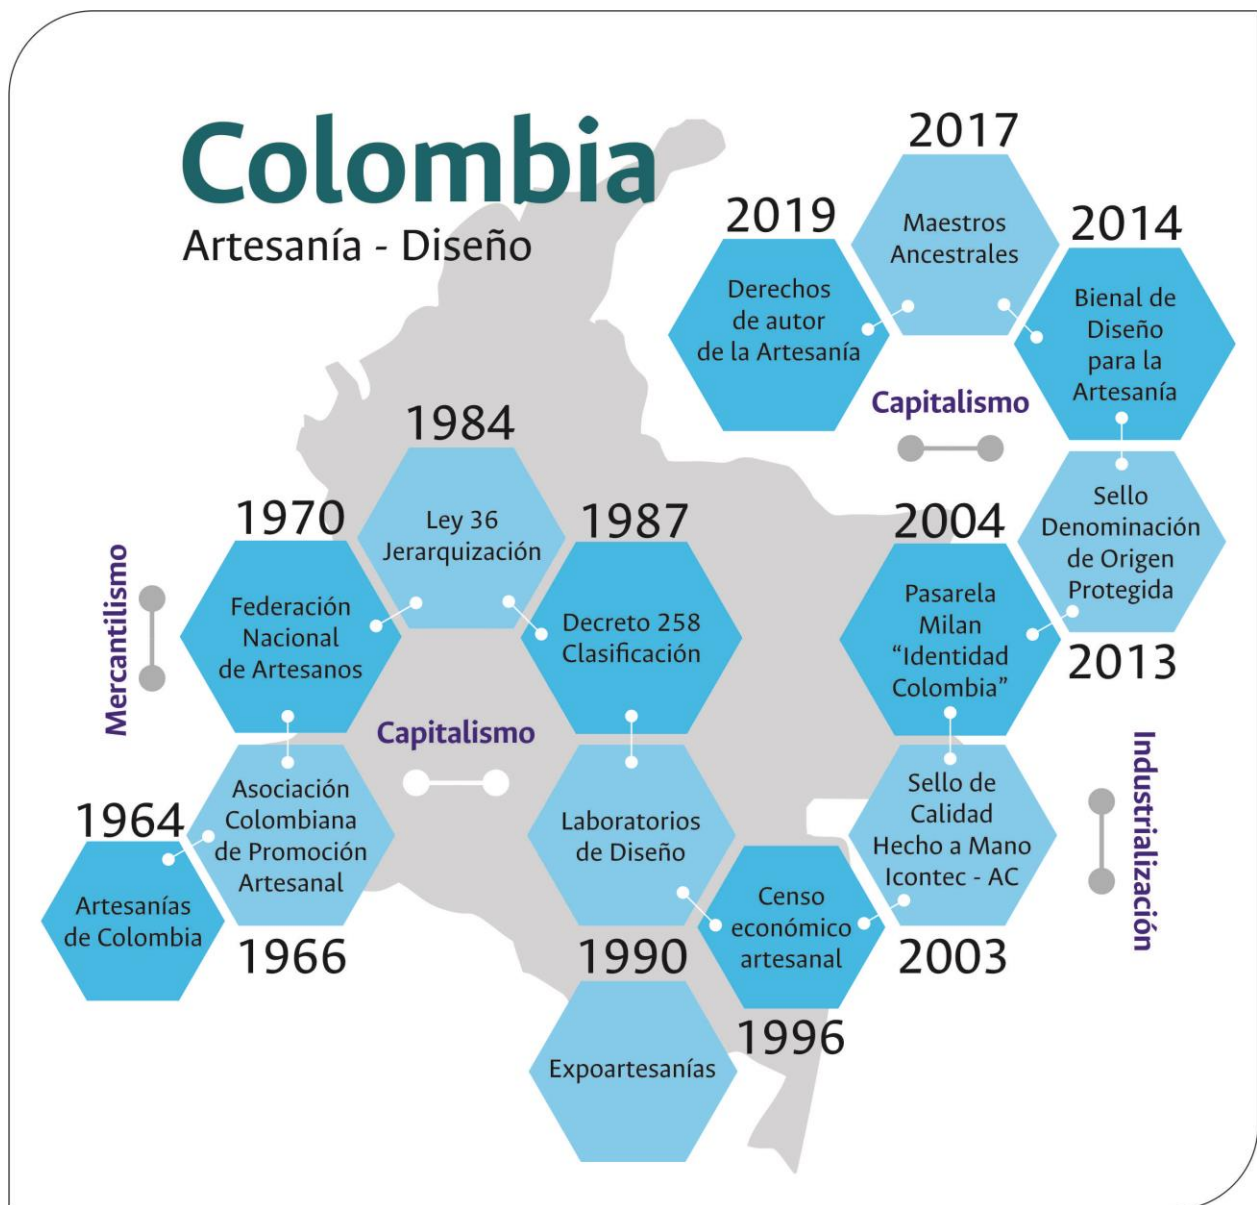 Colombia
Artesanía - Diseño
1964
Artesanías
de Colombia
Asociación
Colombiana
de Promoción
Artesanal
1966
Mercantilismo
1970
Federación
Nacional
de Artesanos
1984
Ley 36
Jerarquización
1987
Decreto 258
Clasificación
Capitalismo
Laboratorios
de Diseño
1990
Expoartesanías
Censo
económico
artesanal
1996
Sello de
Calidad
Hecho a Mano
Icontec - AC
2003
Industrialización
2004
Pasarela
Milan
“Identidad
Colombia”
Sello
Denominación
de Origen
Protegida
2013
Capitalismo
2014
Bienal de
Diseño
para la
Artesanía
2017
Maestros
Ancestrales
2019
Derechos
de autor
de la Artesanía